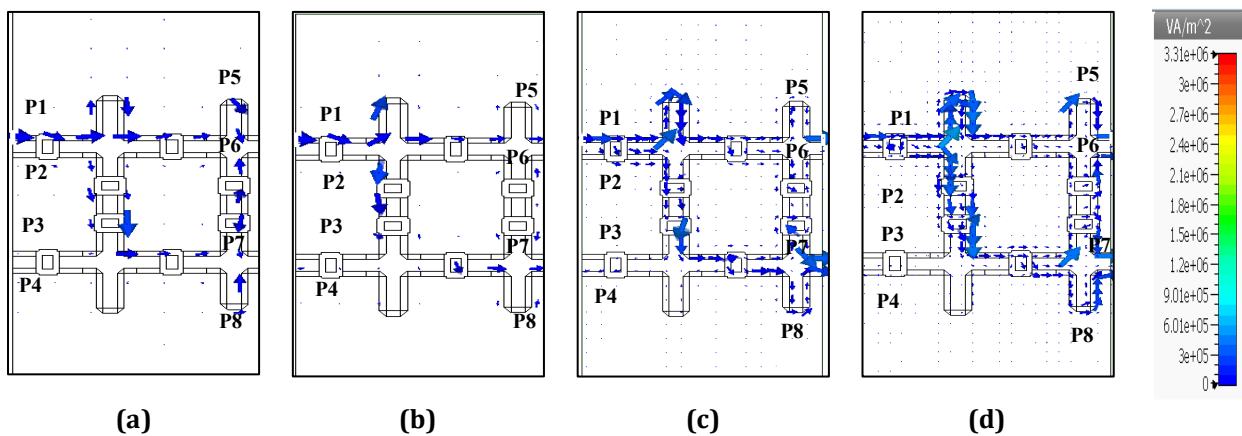 P1
P2
P3
P4
P5
P6
P7
P8
(a)
P1
P2
P3
P4
P5
P6
P7
P8
(b)
P1
P2
P3
P4
P5
P6
P7
P8
(c)
P1
P2
P3
P4
P5
P6
P7
P8
(d)
VA/m^2
3.31e+06
3e+06
2.7e+06
2.4e+06
2.1e+06
1.8e+06
1.5e+06
1.2e+06
9.01e+05
6.01e+05
3e+05
0